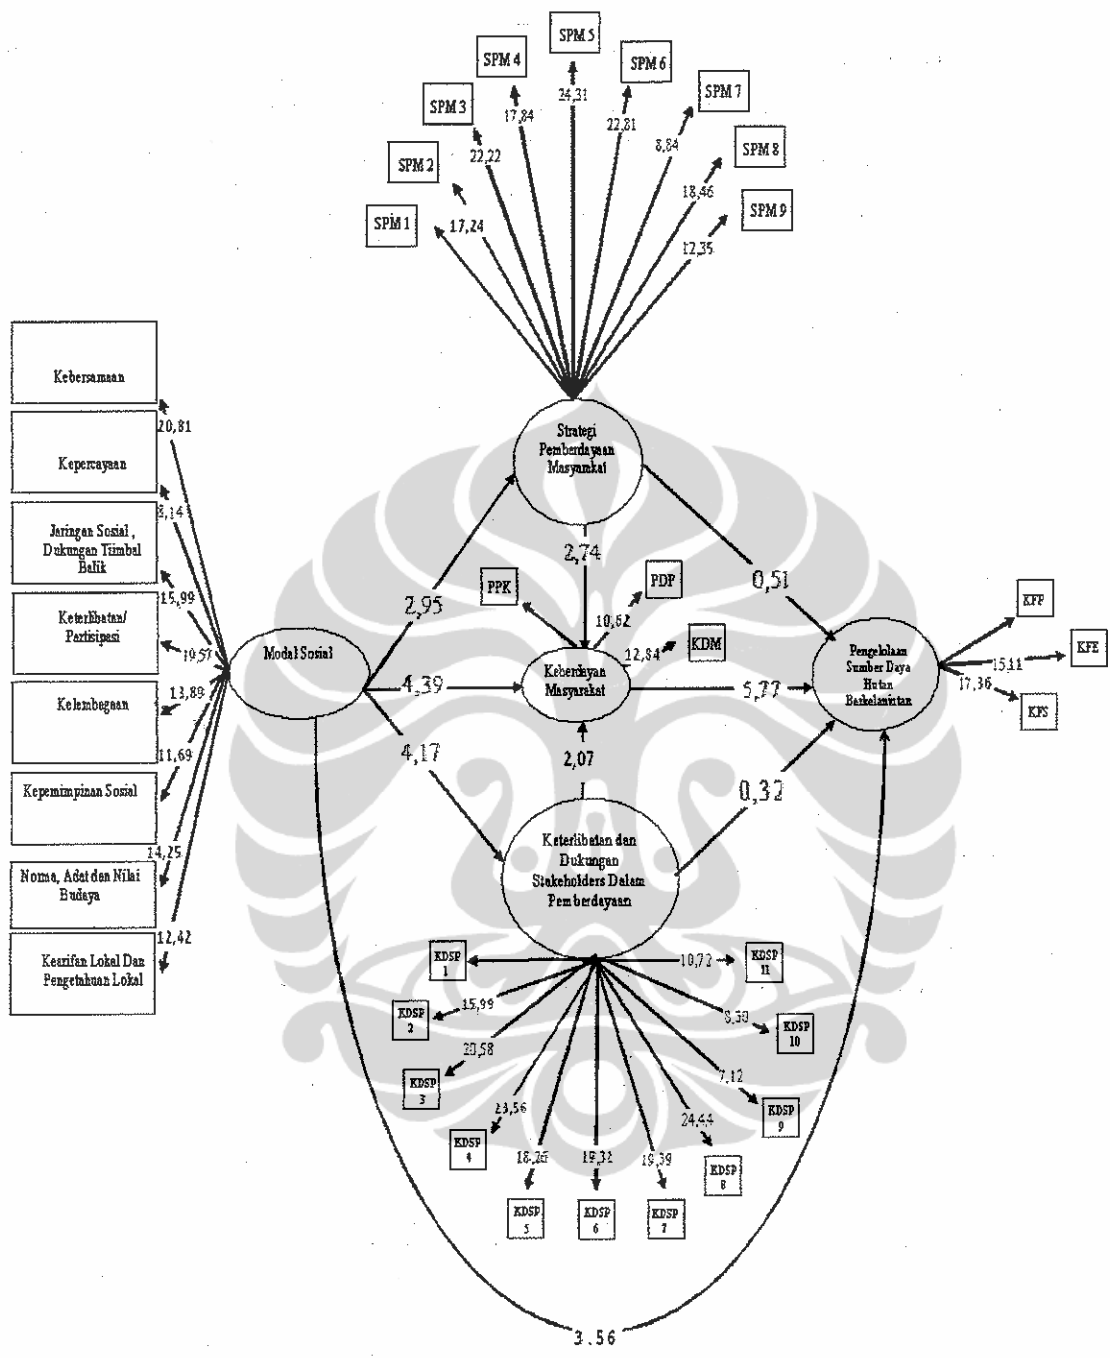 SPM 5
SPM 4
SPM 6
SPM 3
SPM 7
SPM 2
SPM 8
SPM 1
SPM 9
24,31
17,84
22,81
22,22
8,84
17,24
18,46
12,35
Kebersamaan
20,81
Kepercayaan
8,14
Jaringan Sosial ,
Dukungan Tiimbal
Balik
15,99
Keterlibatan/
Partisipasi
19,57
Kelembagaan
13,89
11,69
Kepemimpinan Sosial
14,25
Norma, Adat dan Nilai
Budaya
12,42
Kearifan Lokal Dan
Pengetahuan Lokal
Modal Sosial
Strategi
Pemberdayaan
Masyarakat
2,95
2,74
0,51
PPK
PDP
10,62
12,84
KDM
4,39
Keberdayan
Masyarakat
5,77
Pengelolaan
Sumber Daya
Hutan
Berkelanjutan
KFP
15,11
KFE
17,36
KFS
4,17
2,07
0,32
Keterlibatan dan
Dukungan
Stakeholders Dalam
Pemberdayaan
KDSP
1
10,72
KDSP
11
KDSP
2
15,99
8,30
KDSP
10
20,58
KDSP
3
7,12
KDSP
9
23,56
24,44
KDSP
4
18,26
19,32
19,39
KDSP
8
KDSP
5
KDSP
6
KDSP
7
3.56